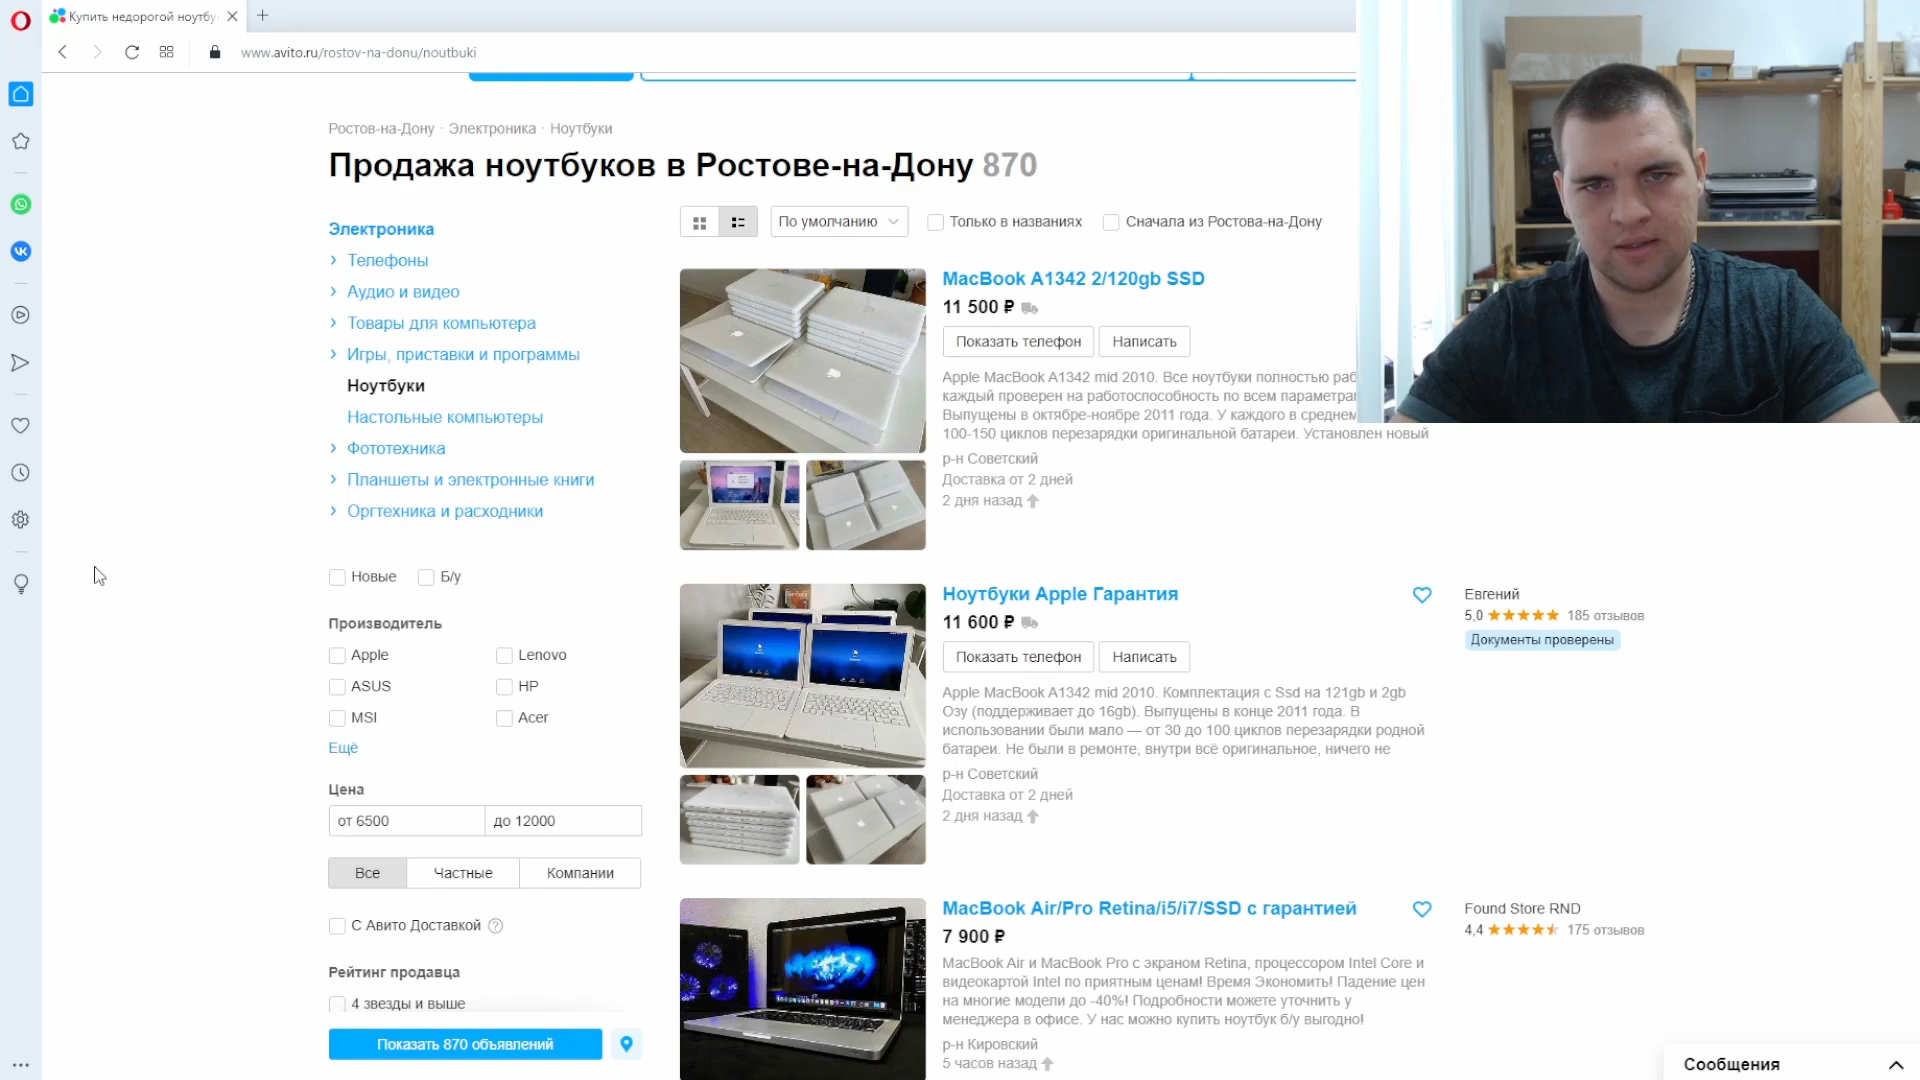 Купить недорогой ноутбу
www.avito.ru/rostov-na-donu/noutbuki
Ростов-на-Дону · Электроника · Ноутбуки
Продажа ноутбуков в Ростове-на-Дону 870
Электроника
Телефоны
Аудио и видео
Товары для компьютера
Игры, приставки и программы
Ноутбуки
Настольные компьютеры
Фототехника
Планшеты и электронные книги
Оргтехника и расходники
Новые Б/у
Производитель
Apple Lenovo
ASUS HP
MSI Acer
Ещё
Цена
от 6500 до 12000
Все Частные Компании
С Авито Доставкой ?
Рейтинг продавца
4 звезды и выше
Показать 870 объявлений
По умолчанию Только в названиях Сначала из Ростова-на-Дону
MacBook A1342 2/120gb SSD
11 500 ₽
Показать телефон Написать
Apple MacBook A1342 mid 2010. Все ноутбуки полностью раб
каждый проверен на работоспособность по всем параметра
Выпущены в октябре-ноябре 2011 года. У каждого в среднем
100-150 циклов перезарядки оригинальной батареи. Установлен новый
р-н Советский
Доставка от 2 дней
2 дня назад
Ноутбуки Apple Гарантия
11 600 ₽
Показать телефон Написать
Apple MacBook A1342 mid 2010. Комплектация с Ssd на 121gb и 2gb
Озу (поддерживает до 16gb). Выпущены в конце 2011 года. В
использовании были мало — от 30 до 100 циклов перезарядки родной
батареи. Не были в ремонте, внутри всё оригинальное, ничего не
р-н Советский
Доставка от 2 дней
2 дня назад
Евгений
5,0 185 отзывов
Документы проверены
MacBook Air/Pro Retina/i5/i7/SSD с гарантией
7 900 ₽
MacBook Air и MacBook Pro с экраном Retina, процессором Intel Core и
видеокартой Intel по приятным ценам! Время Экономить! Падение цен
на многие модели до -40%! Подробности можете уточнить у
менеджера в офисе. У нас можно купить ноутбук б/у выгодно!
р-н Кировский
5 часов назад
Found Store RND
4,4 175 отзывов
Сообщения